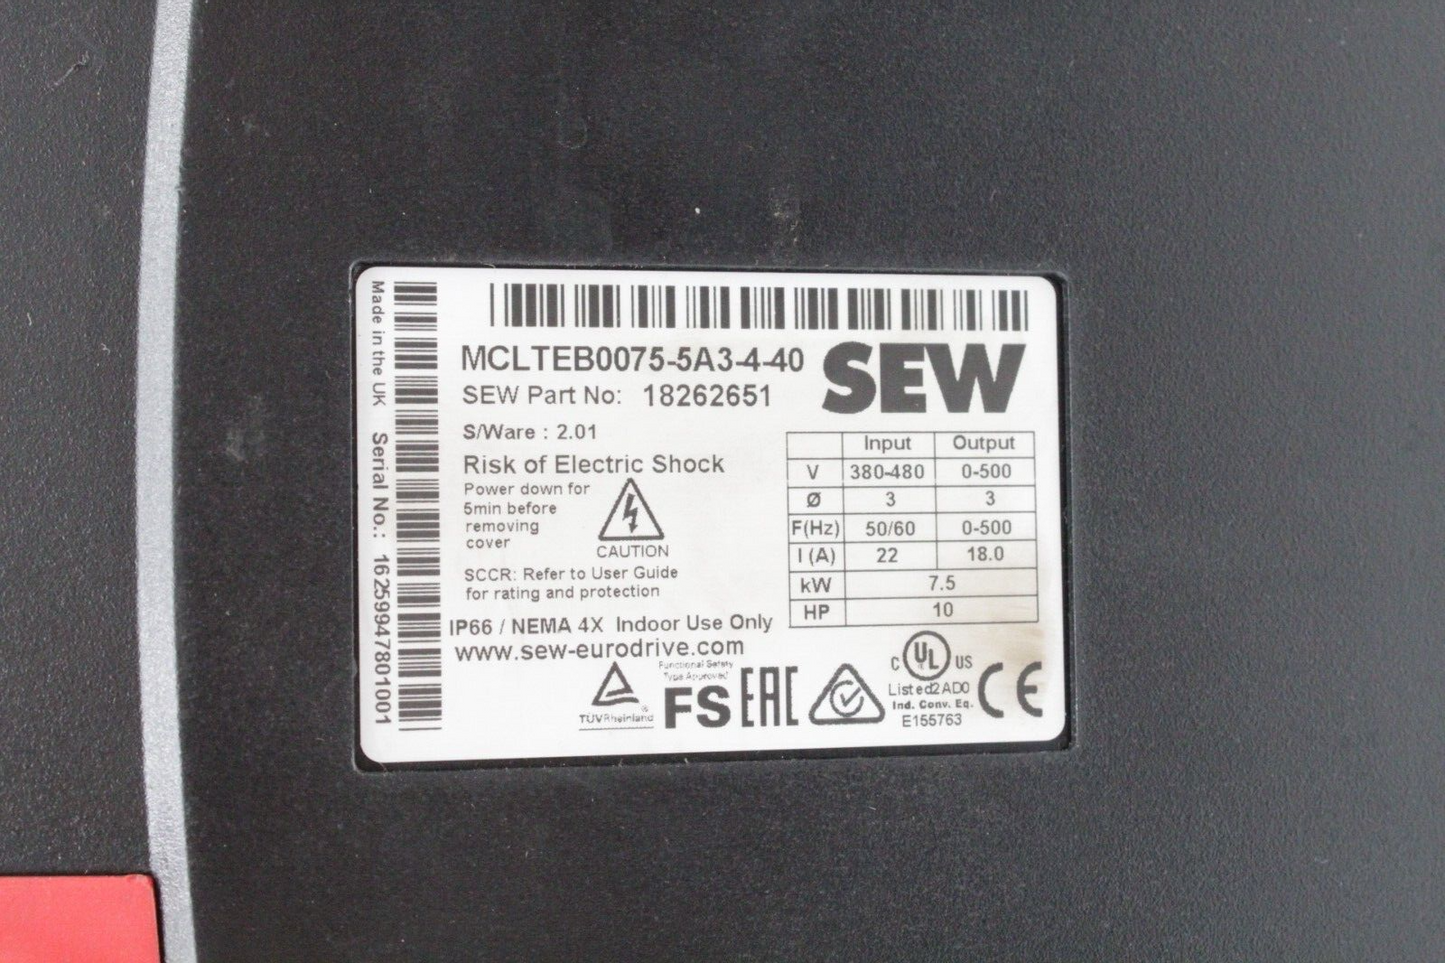 Made in the UK Serial No.: 1625994780​1001
MCLTEB0075-5A3-4-40
SEW
SEW Part No: 18262651
S/Ware : 2.01
Risk of Electric Shock
Power down for
5min before
removing
cover
CAUTION
SCCR: Refer to User Guide
for rating and protection
Input Output
V 380-480 0-500
Ø 3 3
F(Hz) 50/60 0-500
I (A) 22 18.0
kW 7.5
HP 10
IP66 / NEMA 4X Indoor Use Only
www.sew-eurodrive.com
TÜVRheinland
Functional Safety
Type Approved
FS
EAC
C UL US
Listed2AD0
Ind. Conv. Eq.
E155763
CE